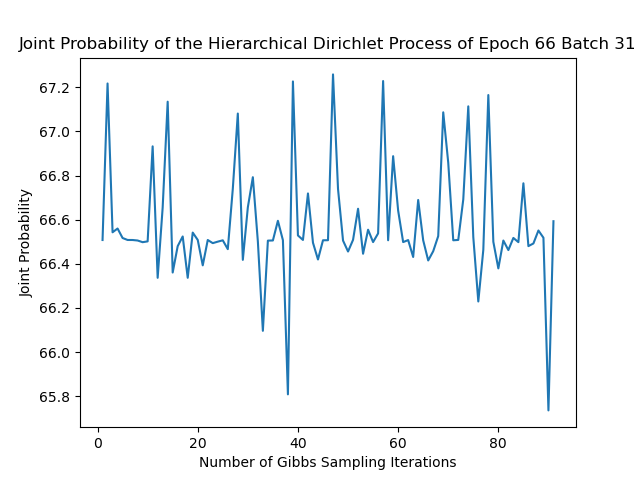 Joint Probability of the Hierarchical Dirichlet Process of Epoch 66 Batch 31
67.2
67.0
66.8
66.6
66.4
66.2
66.0
65.8
Joint Probability
0 20 40 60 80
Number of Gibbs Sampling Iterations